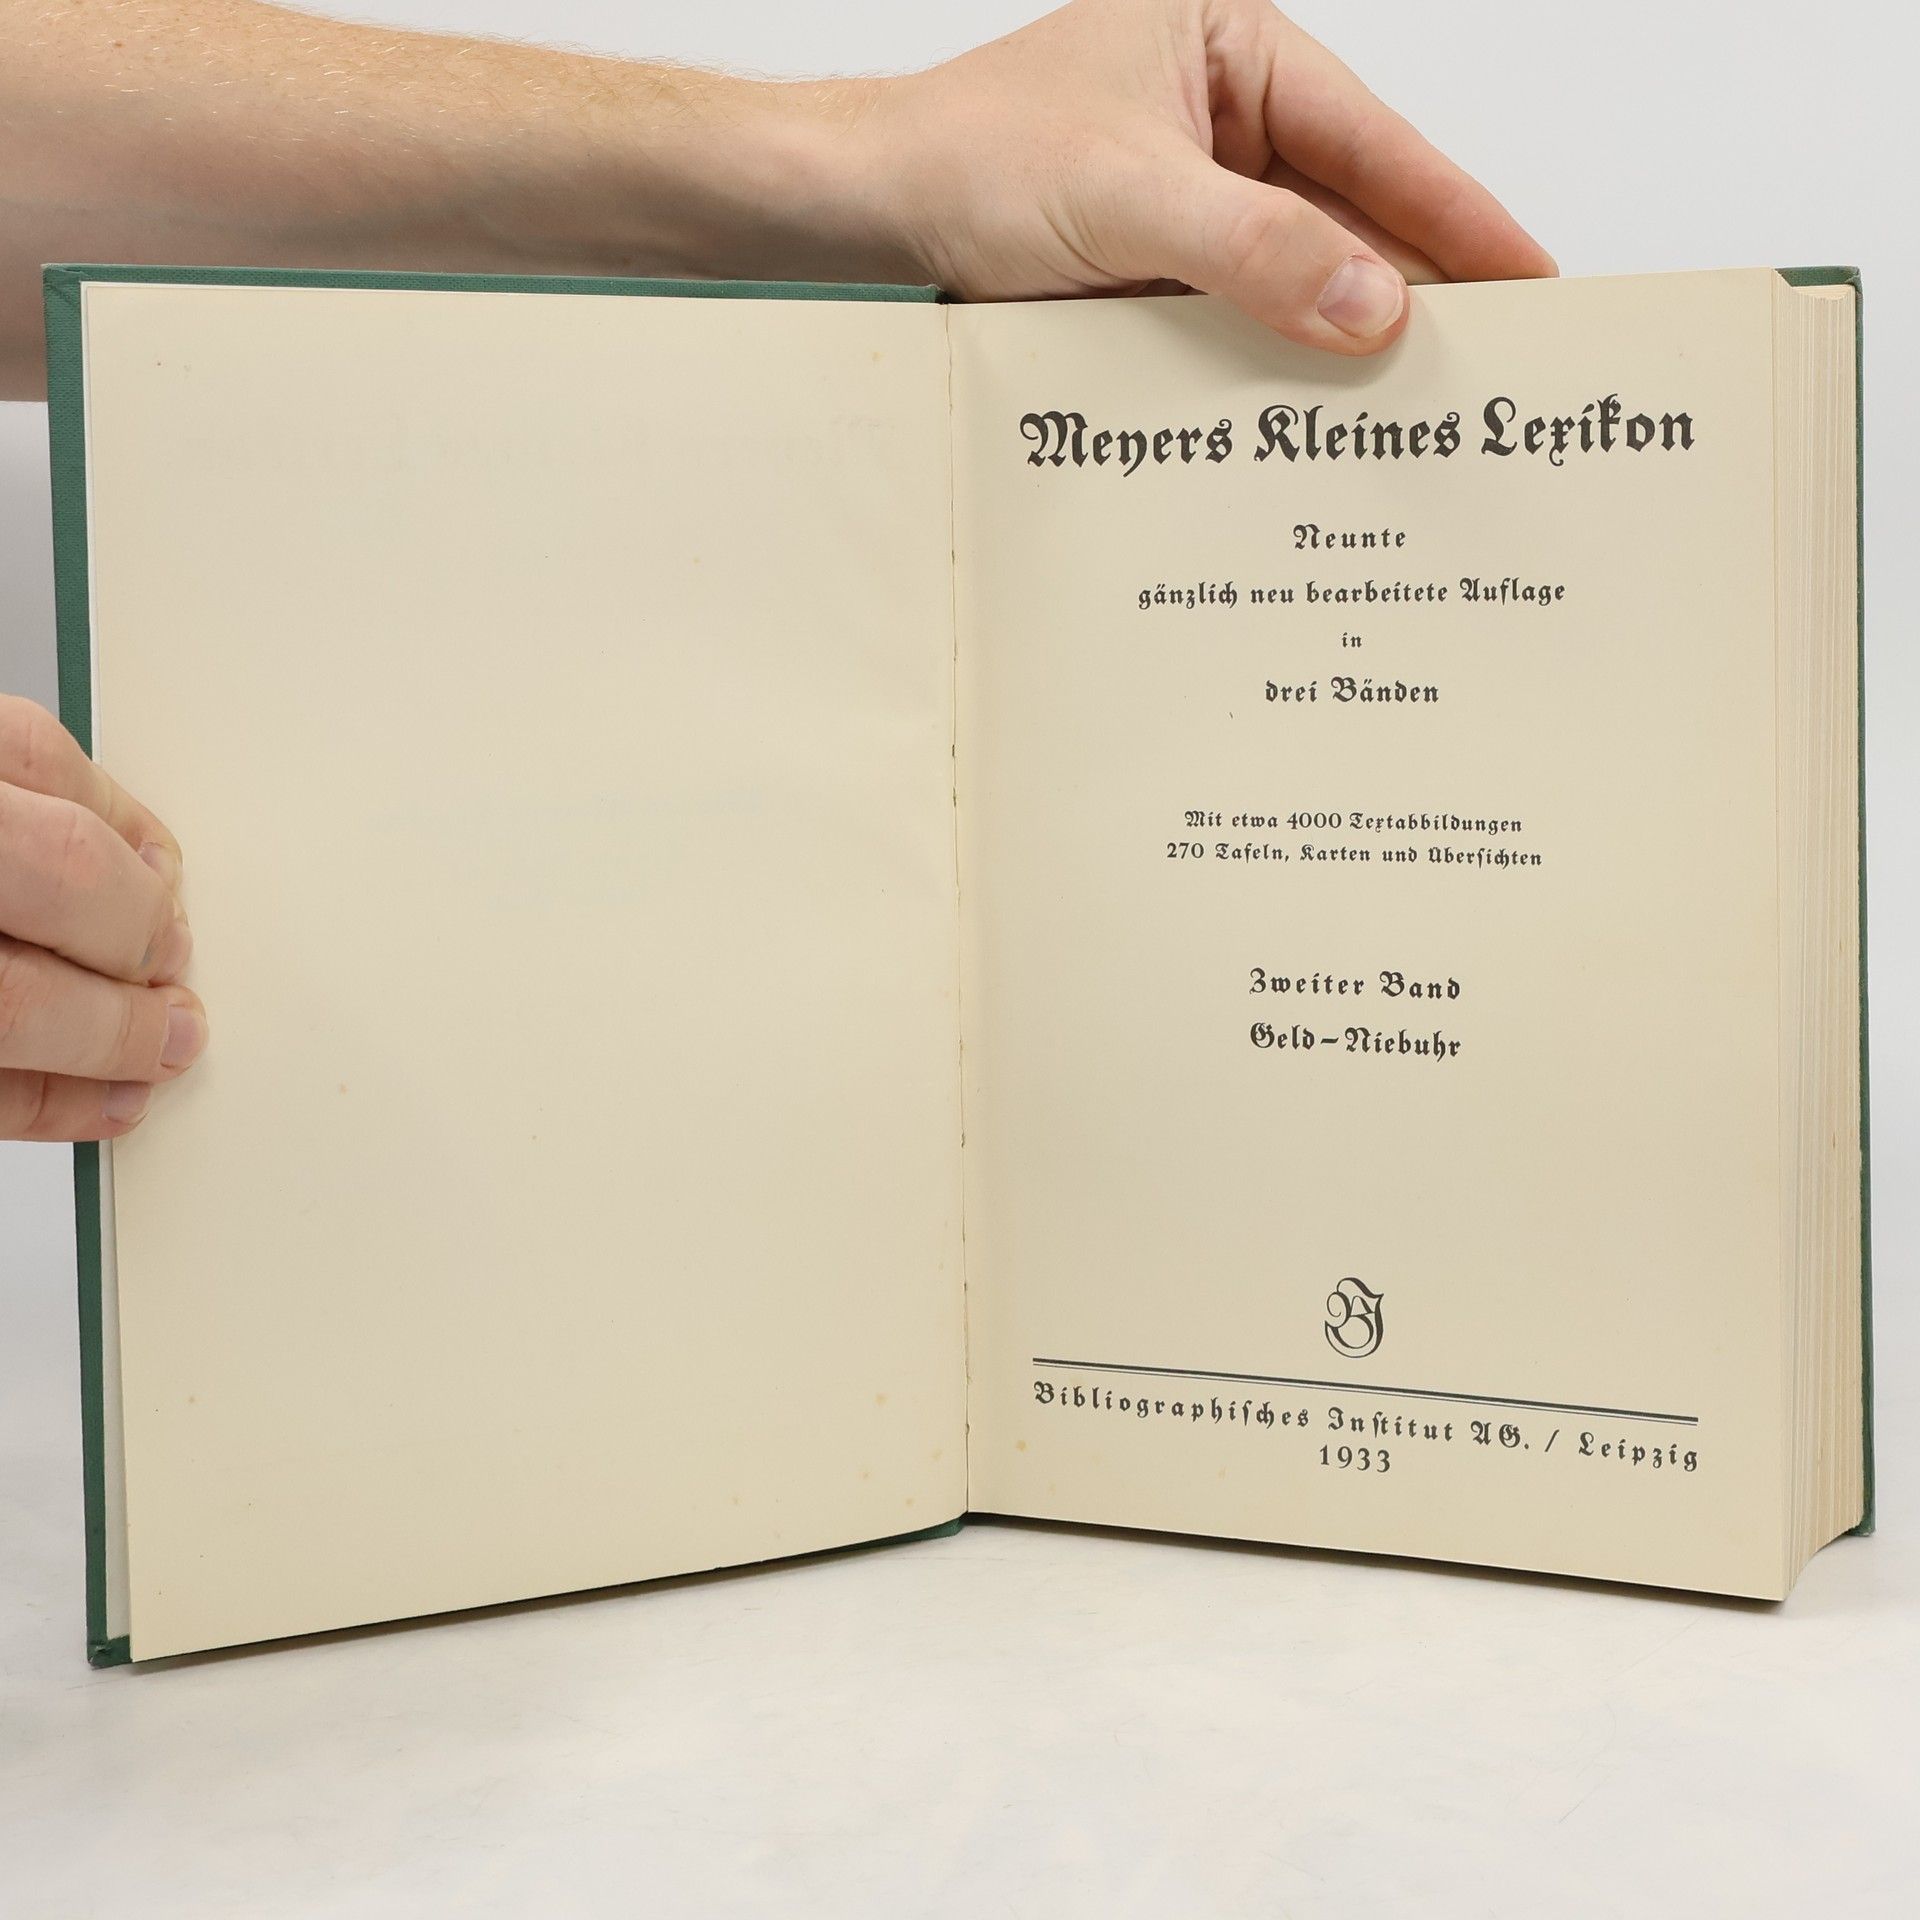 Meyers Kleines Lexikon
Neunte
gänzlich neu bearbeitete Auflage
in
drei Bänden
Mit etwa 4000 Textabbildungen
270 Tafeln, Karten und Überſichten
Zweiter Band
Geld–Niebuhr
BI
Bibliographiſches Inſtitut AG. / Leipzig
1933